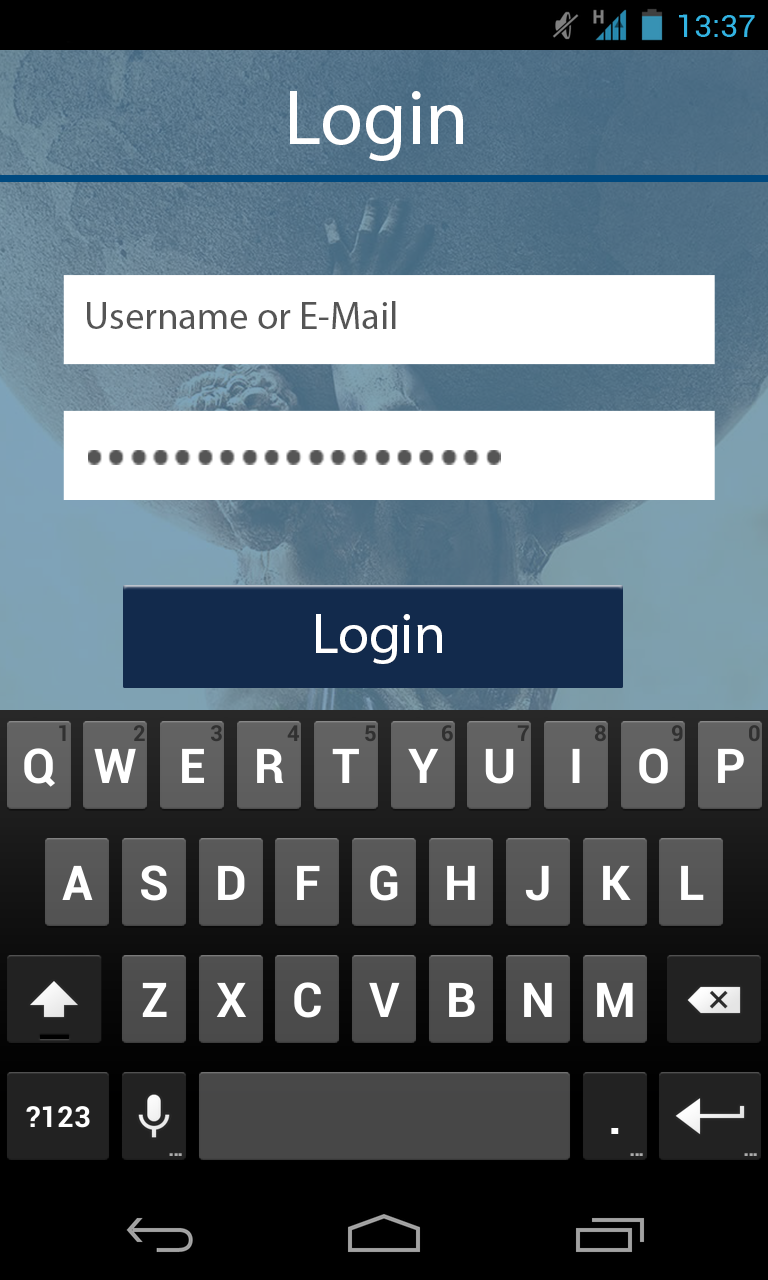 H 13:37
Login
Username or E-Mail
•••••••••••••••••••
Login
1 2 3 4 5 6 7 8 9 0
Q W E R T Y U I O P
A S D F G H J K L
Z X C V B N M
?123 ... . ... ...